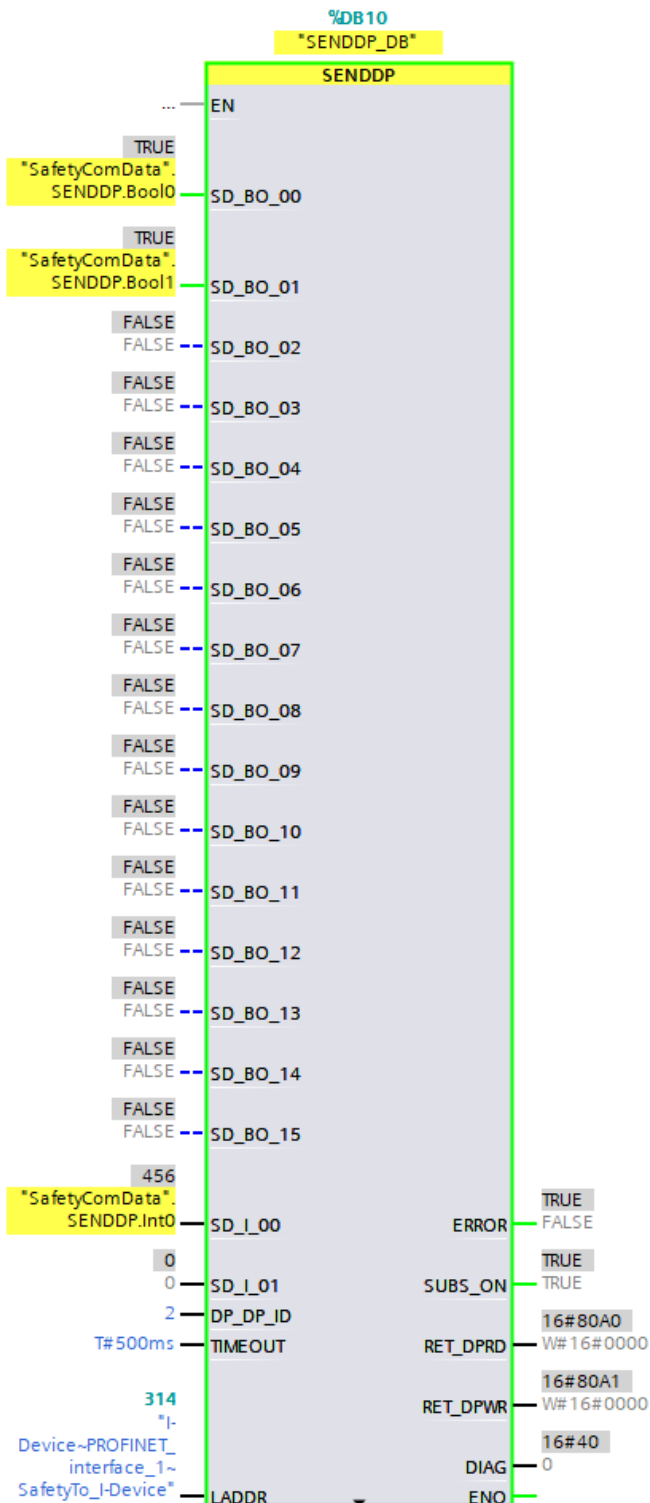 %DB10
"SENDDP_DB"
SENDDP
... EN
TRUE
"SafetyComData".
SENDDP.Bool0 SD_BO_00
TRUE
"SafetyComData".
SENDDP.Bool1 SD_BO_01
FALSE
FALSE SD_BO_02
FALSE
FALSE SD_BO_03
FALSE
FALSE SD_BO_04
FALSE
FALSE SD_BO_05
FALSE
FALSE SD_BO_06
FALSE
FALSE SD_BO_07
FALSE
FALSE SD_BO_08
FALSE
FALSE SD_BO_09
FALSE
FALSE SD_BO_10
FALSE
FALSE SD_BO_11
FALSE
FALSE SD_BO_12
FALSE
FALSE SD_BO_13
FALSE
FALSE SD_BO_14
FALSE
FALSE SD_BO_15
456
"SafetyComData". TRUE
SENDDP.Int0 SD_I_00 ERROR FALSE
0 TRUE
0 SD_I_01 SUBS_ON TRUE
2 DP_DP_ID 16#80A0
T#500ms TIMEOUT RET_DPRD W#16#0000
16#80A1
314 RET_DPWR W#16#0000
"I-
Device~PROFINET_ 16#40
interface_1~ DIAG 0
SafetyTo_I-Device" LADDR ENO